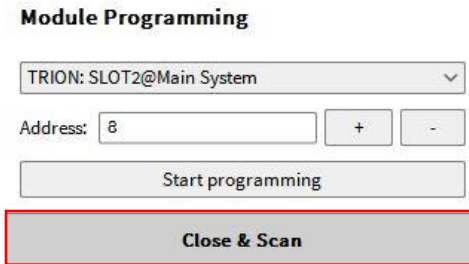 Module Programming
TRION: SLOT2@Main System
Address: 8 + -
Start programming
Close & Scan